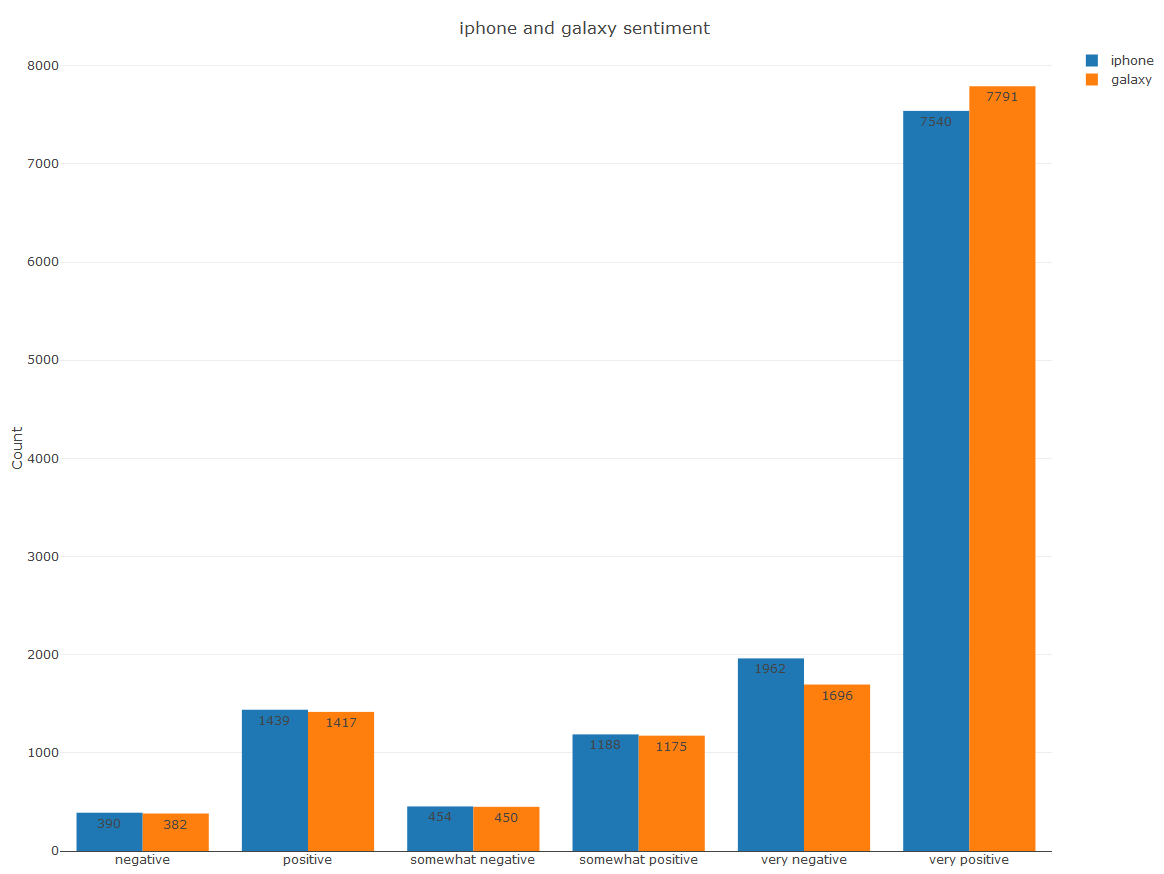 iphone and galaxy sentiment
iphone
galaxy
Count
8000
7000
6000
5000
4000
3000
2000
1000
0
390
382
1439
1417
454
450
1188
1175
1962
1696
7540
7791
negative
positive
somewhat negative
somewhat positive
very negative
very positive